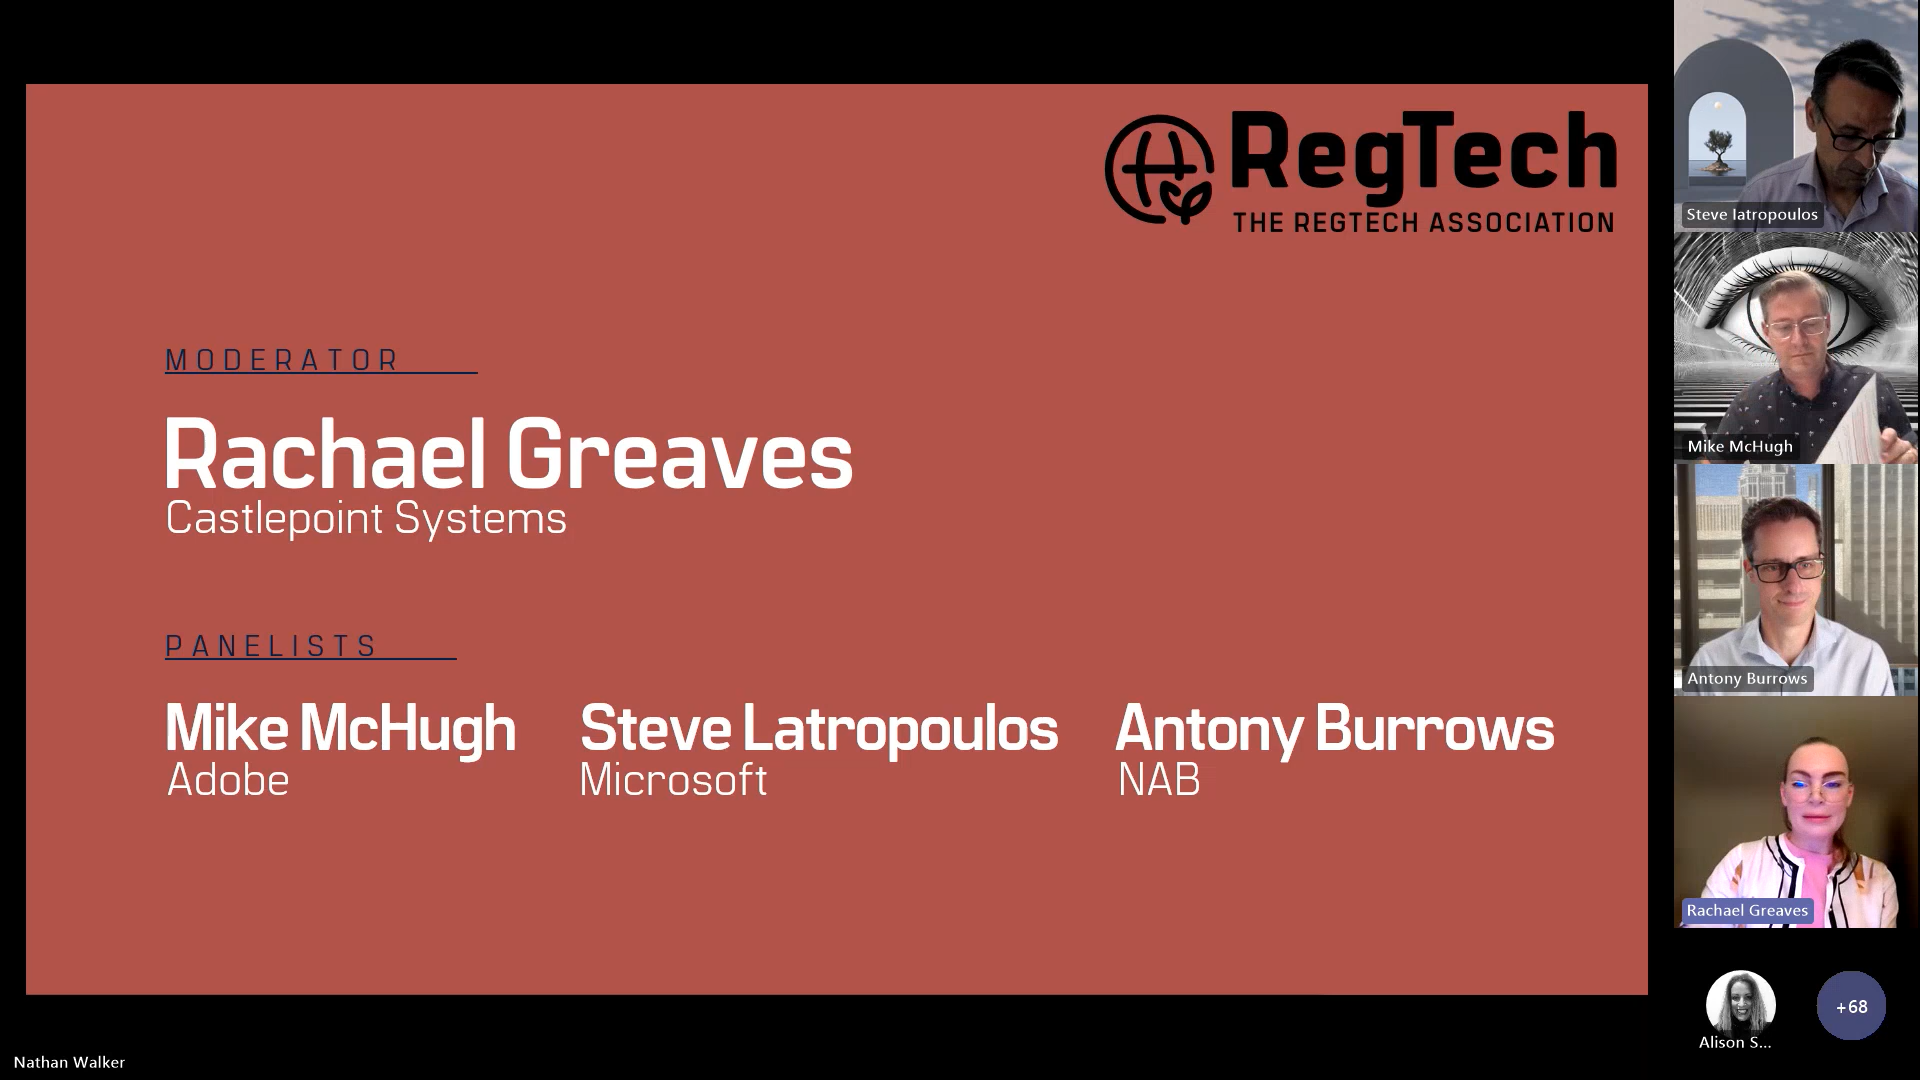 RegTech
THE REGTECH ASSOCIATION
MODERATOR
Rachael Greaves
Castlepoint Systems
PANELISTS
Mike McHugh
Adobe
Steve Latropoulos
Microsoft
Antony Burrows
NAB
Steve Iatropoulos
Mike McHugh
Antony Burrows
Rachael Greaves
Alison S...
+68
Nathan Walker